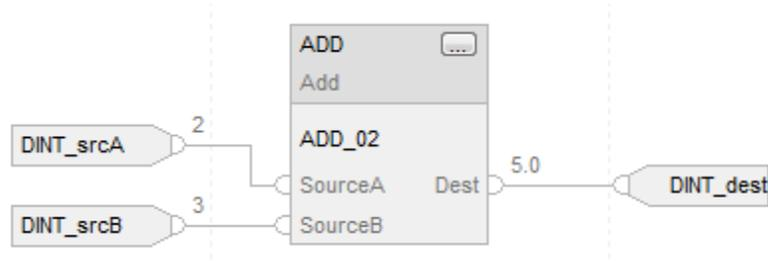 ADD ...
Add
ADD_02
DINT_srcA 2 SourceA Dest 5.0 DINT_dest
DINT_srcB 3 SourceB